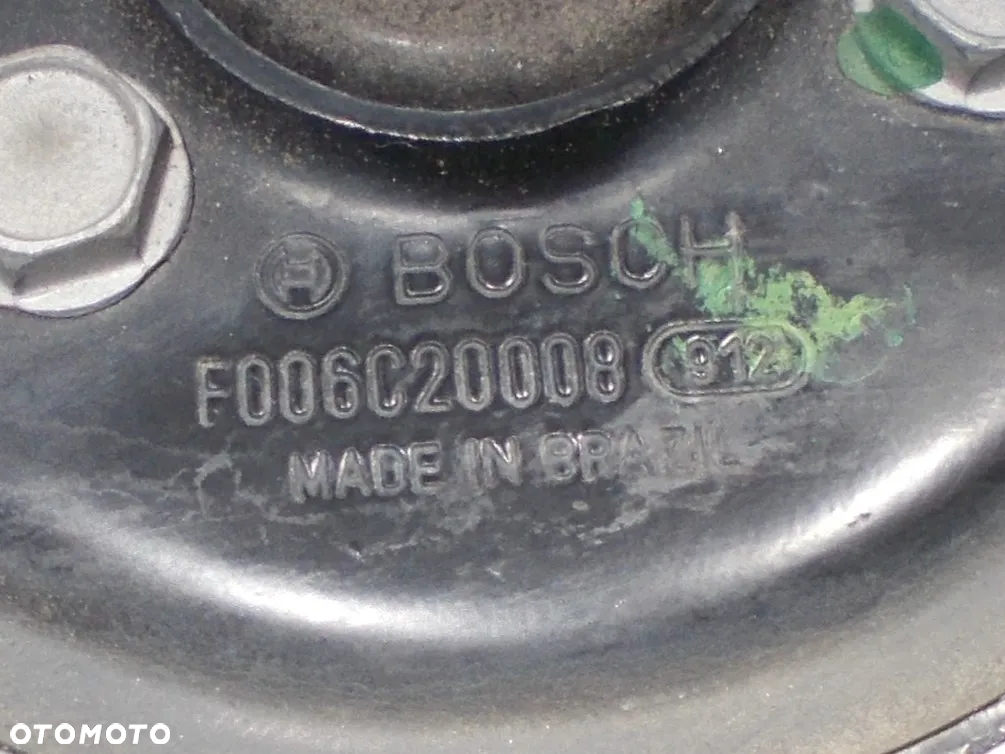 BOSCH
F006C20008 912
MADE IN BRAZIL
OTOMOTO